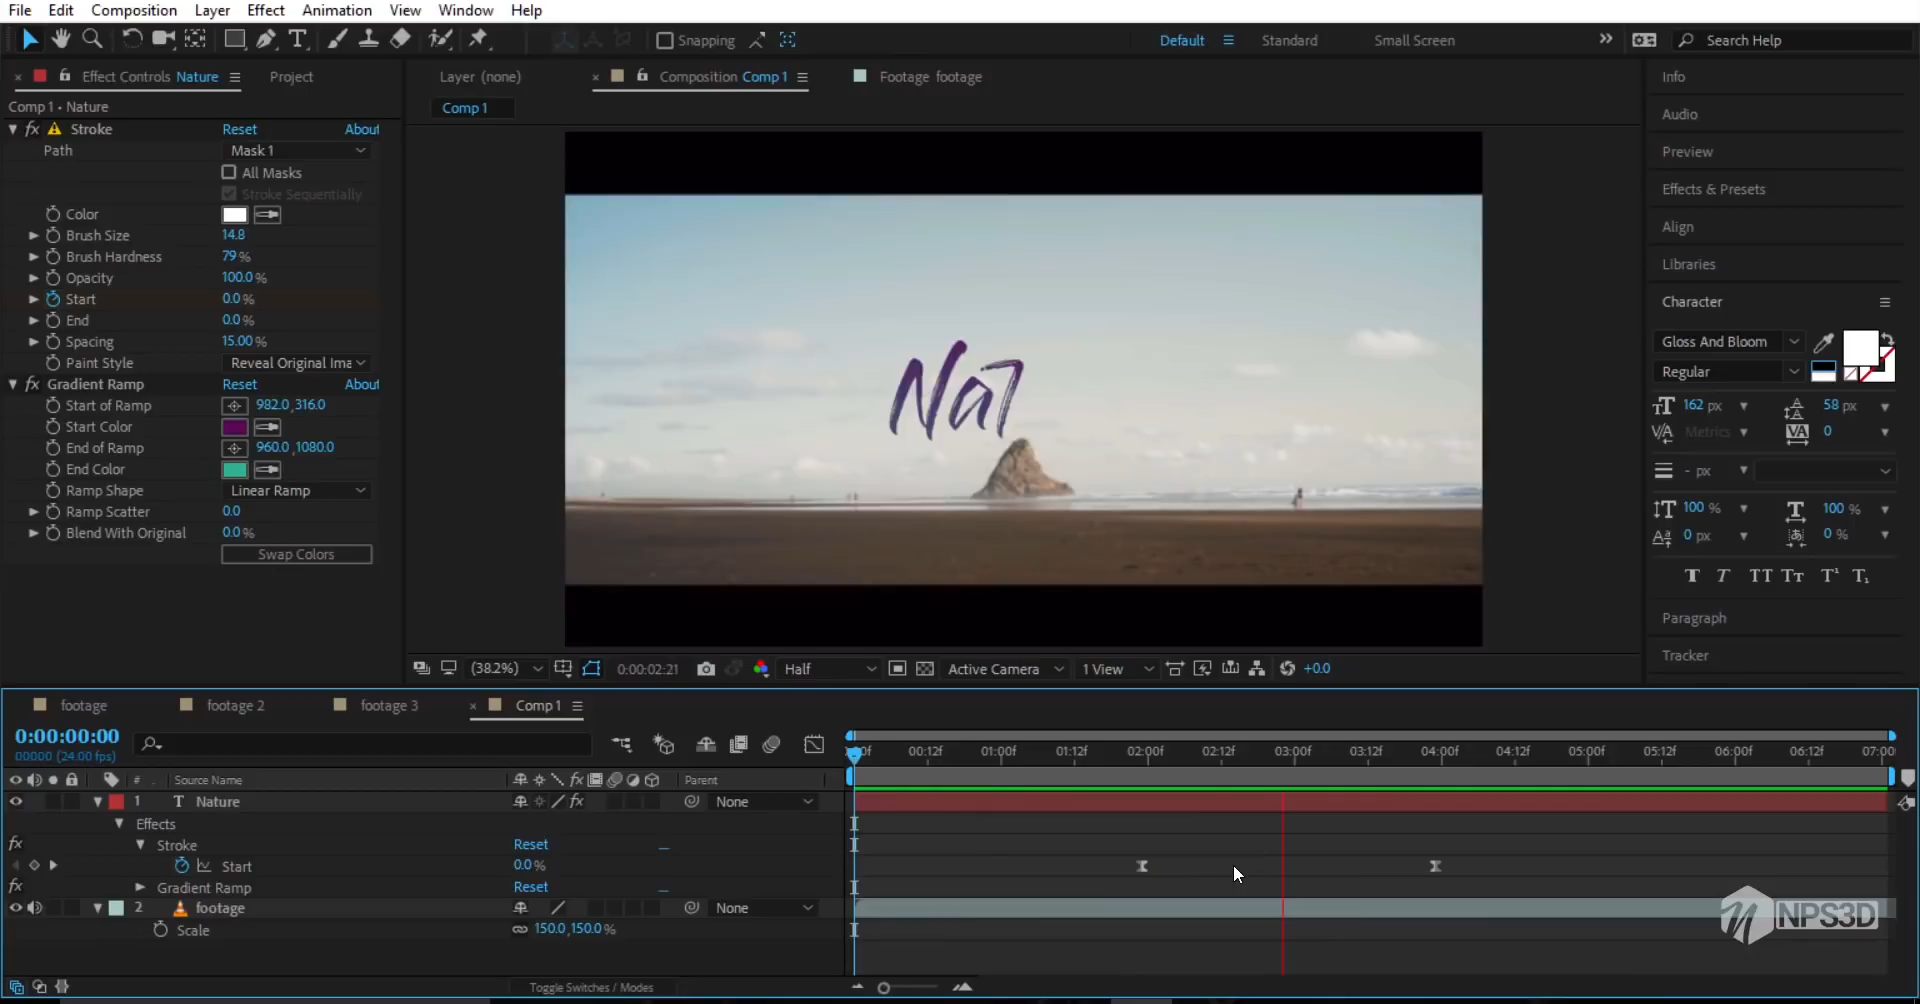 File Edit Composition Layer Effect Animation View Window Help
Snapping Default Standard Small Screen Search Help
Effect Controls Nature Project Layer (none) Composition Comp 1 Footage footage Info
Comp 1 • Nature Comp 1
Audio
fx Stroke Reset About
Path Mask 1
Preview
All Masks
Stroke Sequentially
Effects & Presets
Color
Brush Size 14.8
Align
Brush Hardness 79 %
Opacity 100.0 %
Libraries
Start 0.0 %
Character
End 0.0 %
Spacing 15.00 %
Gloss And Bloom
Paint Style Reveal Original Ima
Regular
fx Gradient Ramp Reset About
Start of Ramp 982.0,316.0
162 px 58 px
Start Color
Metrics 0
End of Ramp 960.0,1080.0
End Color
- px
Ramp Shape Linear Ramp
Ramp Scatter 0.0
100 % 100 %
Blend With Original 0.0 %
0 px 0 %
Swap Colors
T T TT Tt T¹ T₁
Na
Paragraph
Tracker
(38.2%) 0:00:02:21 Half Active Camera 1 View +0.0
footage footage 2 footage 3 Comp 1
0:00:00:00
00000 (24.00 fps)
00:12f 01:00f 01:12f 02:00f 02:12f 03:00f 03:12f 04:00f 04:12f 05:00f 05:12f 06:00f 06:12f 07:00
# Source Name fx Parent
1 T Nature fx None
Effects
fx Stroke Reset
Start 0.0 %
fx Gradient Ramp Reset
2 footage None
Scale 150.0,150.0 %
NPS3D
Toggle Switches / Modes